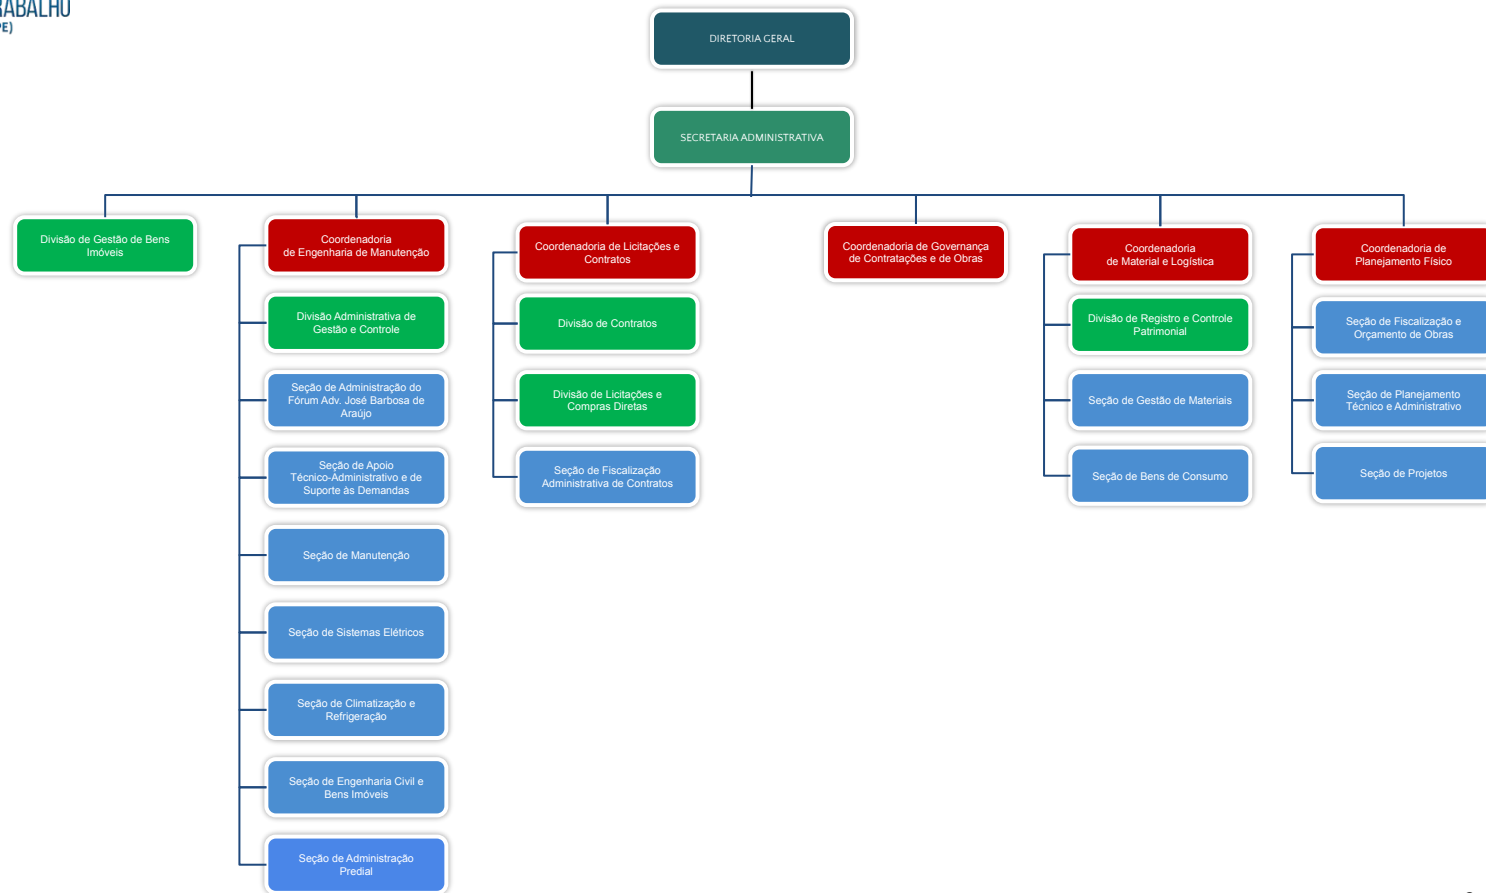 DIRETORIA GERAL
SECRETARIA ADMINISTRATIVA
Divisão de Gestão de Bens
Imóveis
Coordenadoria
de Engenharia de Manutenção
Divisão Administrativa de
Gestão e Controle
Seção de Administração do
Fórum Adv. José Barbosa de
Araújo
Seção de Apoio
Técnico-Administrativo e de
Suporte às Demandas
Seção de Manutenção
Seção de Sistemas Elétricos
Seção de Climatização e
Refrigeração
Seção de Engenharia Civil e
Bens Imóveis
Seção de Administração
Predial
Coordenadoria de Licitações e
Contratos
Divisão de Contratos
Divisão de Licitações e
Compras Diretas
Seção de Fiscalização
Administrativa de Contratos
Coordenadoria de Governança
de Contratações e de Obras
Coordenadoria
de Material e Logística
Divisão de Registro e Controle
Patrimonial
Seção de Gestão de Materiais
Seção de Bens de Consumo
Coordenadoria de
Planejamento Físico
Seção de Fiscalização e
Orçamento de Obras
Seção de Planejamento
Técnico e Administrativo
Seção de Projetos